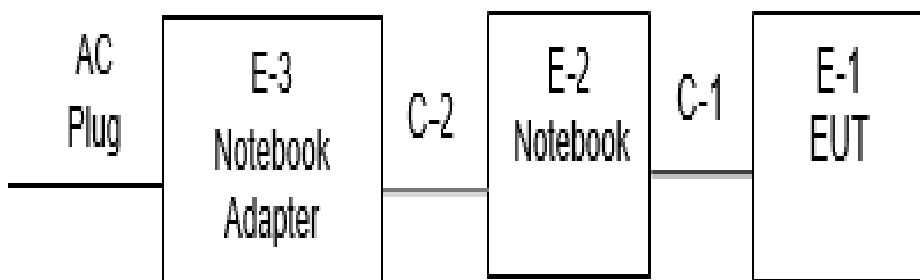 AC
Plug
E-3
Notebook
Adapter
C-2
E-2
Notebook
C-1
E-1
EUT